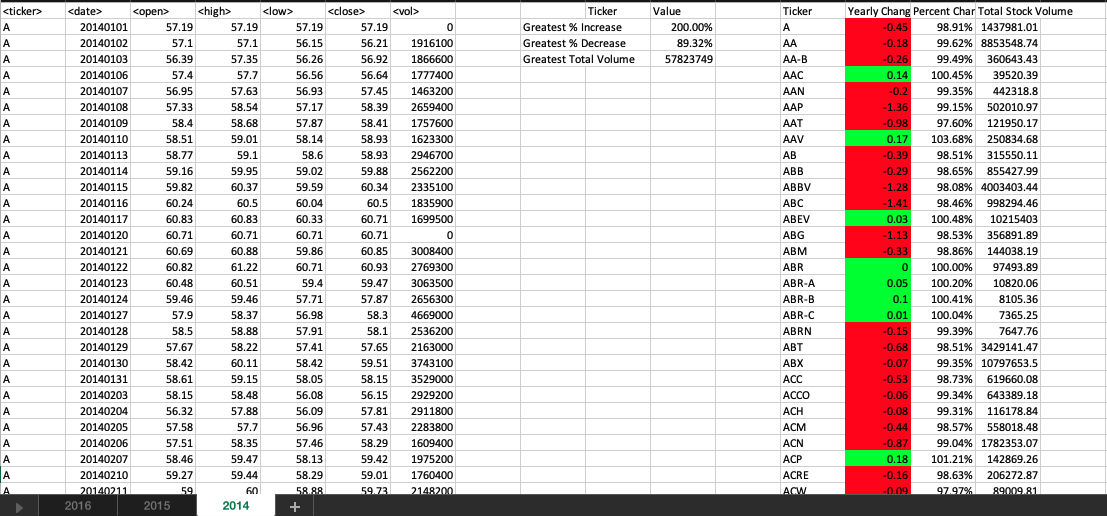 <ticker> <date> <open> <high> <low> <close> <vol> Ticker Value Ticker Yearly Chang Percent Char Total Stock Volume
A 20140101 57.19 57.19 57.19 57.19 0 Greatest % Increase 200.00% A -0.45 98.91% 1437981.01
A 20140102 57.1 57.1 56.15 56.21 1916100 Greatest % Decrease 89.32% AA -0.18 99.62% 8853548.74
A 20140103 56.39 57.35 56.26 56.92 1866600 Greatest Total Volume 57823749 AA-B -0.26 99.49% 360643.43
A 20140106 57.4 57.7 56.56 56.64 1777400 AAC 0.14 100.45% 39520.39
A 20140107 56.95 57.63 56.93 57.45 1463200 AAN -0.2 99.35% 442318.8
A 20140108 57.33 58.54 57.17 58.39 2659400 AAP -1.36 99.15% 502010.97
A 20140109 58.4 58.68 57.87 58.41 1757600 AAT -0.98 97.60% 121950.17
A 20140110 58.51 59.01 58.14 58.93 1623300 AAV 0.17 103.68% 250834.68
A 20140113 58.77 59.1 58.6 58.93 2946700 AB -0.39 98.51% 315550.11
A 20140114 59.16 59.95 59.02 59.88 2562200 ABB -0.29 98.65% 855427.99
A 20140115 59.82 60.37 59.59 60.34 2335100 ABBV -1.28 98.08% 4003403.44
A 20140116 60.24 60.5 60.04 60.5 1835900 ABC -1.41 98.46% 998294.46
A 20140117 60.83 60.83 60.33 60.71 1699500 ABEV 0.03 100.48% 10215403
A 20140120 60.71 60.71 60.71 60.71 0 ABG -1.13 98.53% 356891.89
A 20140121 60.69 60.88 59.86 60.85 3008400 ABM -0.33 98.86% 144038.19
A 20140122 60.82 61.22 60.71 60.93 2769300 ABR 0 100.00% 97493.89
A 20140123 60.48 60.51 59.4 59.47 3063500 ABR-A 0.05 100.20% 10820.06
A 20140124 59.46 59.46 57.71 57.87 2656300 ABR-B 0.1 100.41% 8105.36
A 20140127 57.9 58.37 56.98 58.3 4669000 ABR-C 0.01 100.04% 7365.25
A 20140128 58.5 58.88 57.91 58.1 2536200 ABRN -0.15 99.39% 7647.76
A 20140129 57.67 58.22 57.41 57.65 2163000 ABT -0.68 98.51% 3429141.47
A 20140130 58.42 60.11 58.42 59.51 3743100 ABX -0.07 99.35% 10797653.5
A 20140131 58.61 59.15 58.05 58.15 3529000 ACC -0.53 98.73% 619660.08
A 20140203 58.15 58.48 56.08 56.15 2929200 ACCO -0.06 99.34% 643389.18
A 20140204 56.32 57.88 56.09 57.81 2911800 ACH -0.08 99.31% 116178.84
A 20140205 57.58 57.7 56.96 57.43 2283800 ACM -0.44 98.57% 558018.48
A 20140206 57.51 58.35 57.46 58.29 1609400 ACN -0.87 99.04% 1782353.07
A 20140207 58.46 59.47 58.13 59.42 1975200 ACP 0.18 101.21% 142869.26
A 20140210 59.27 59.44 58.29 59.01 1760400 ACRE -0.16 98.63% 206272.87
A 20140211 59 60 58.88 59.73 2148200 ACW -0.09 97.97% 89009.81
2016 2015 2014 +